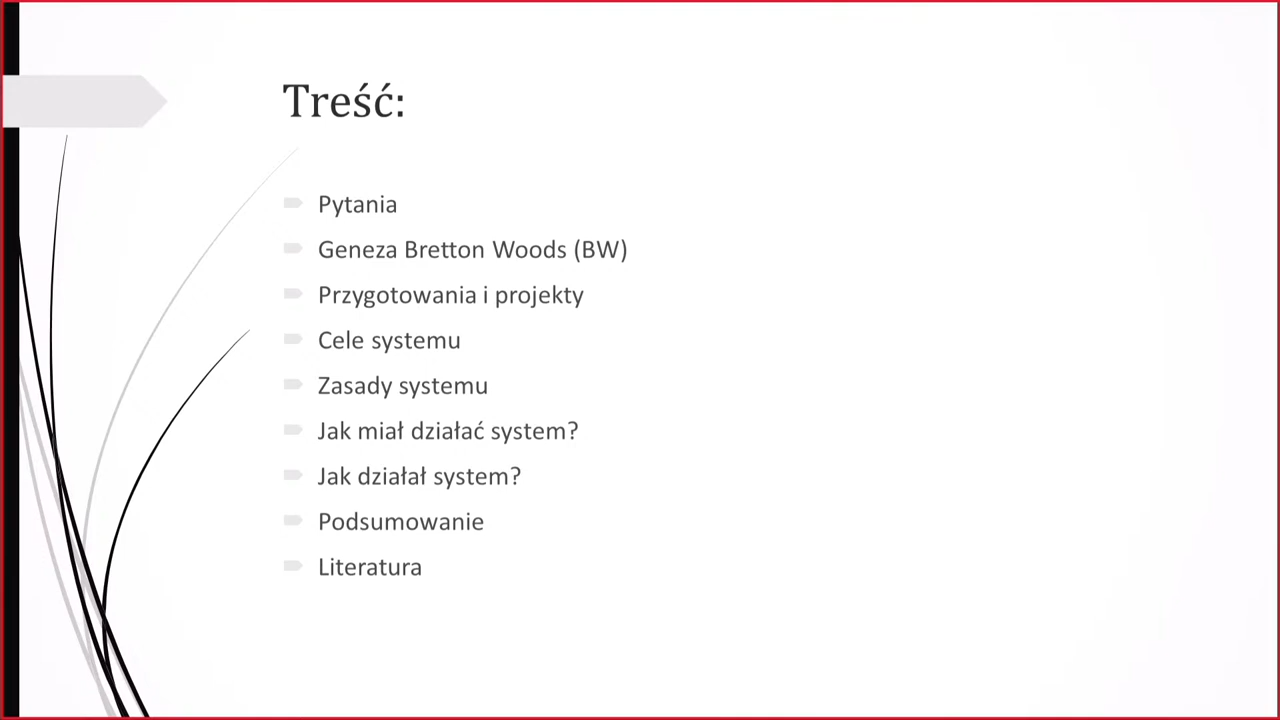 Treść:
Pytania
Geneza Bretton Woods (BW)
Przygotowania i projekty
Cele systemu
Zasady systemu
Jak miał działać system?
Jak działał system?
Podsumowanie
Literatura